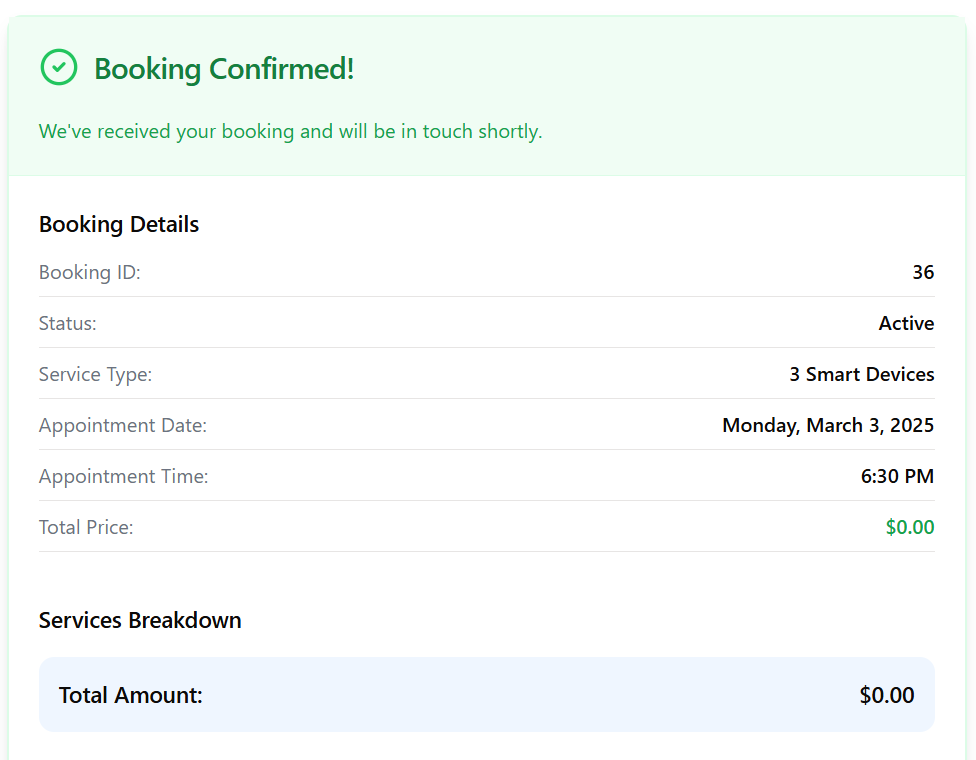 Booking Confirmed!
We've received your booking and will be in touch shortly.
Booking Details
Booking ID: 36
Status: Active
Service Type: 3 Smart Devices
Appointment Date: Monday, March 3, 2025
Appointment Time: 6:30 PM
Total Price: $0.00
Services Breakdown
Total Amount: $0.00